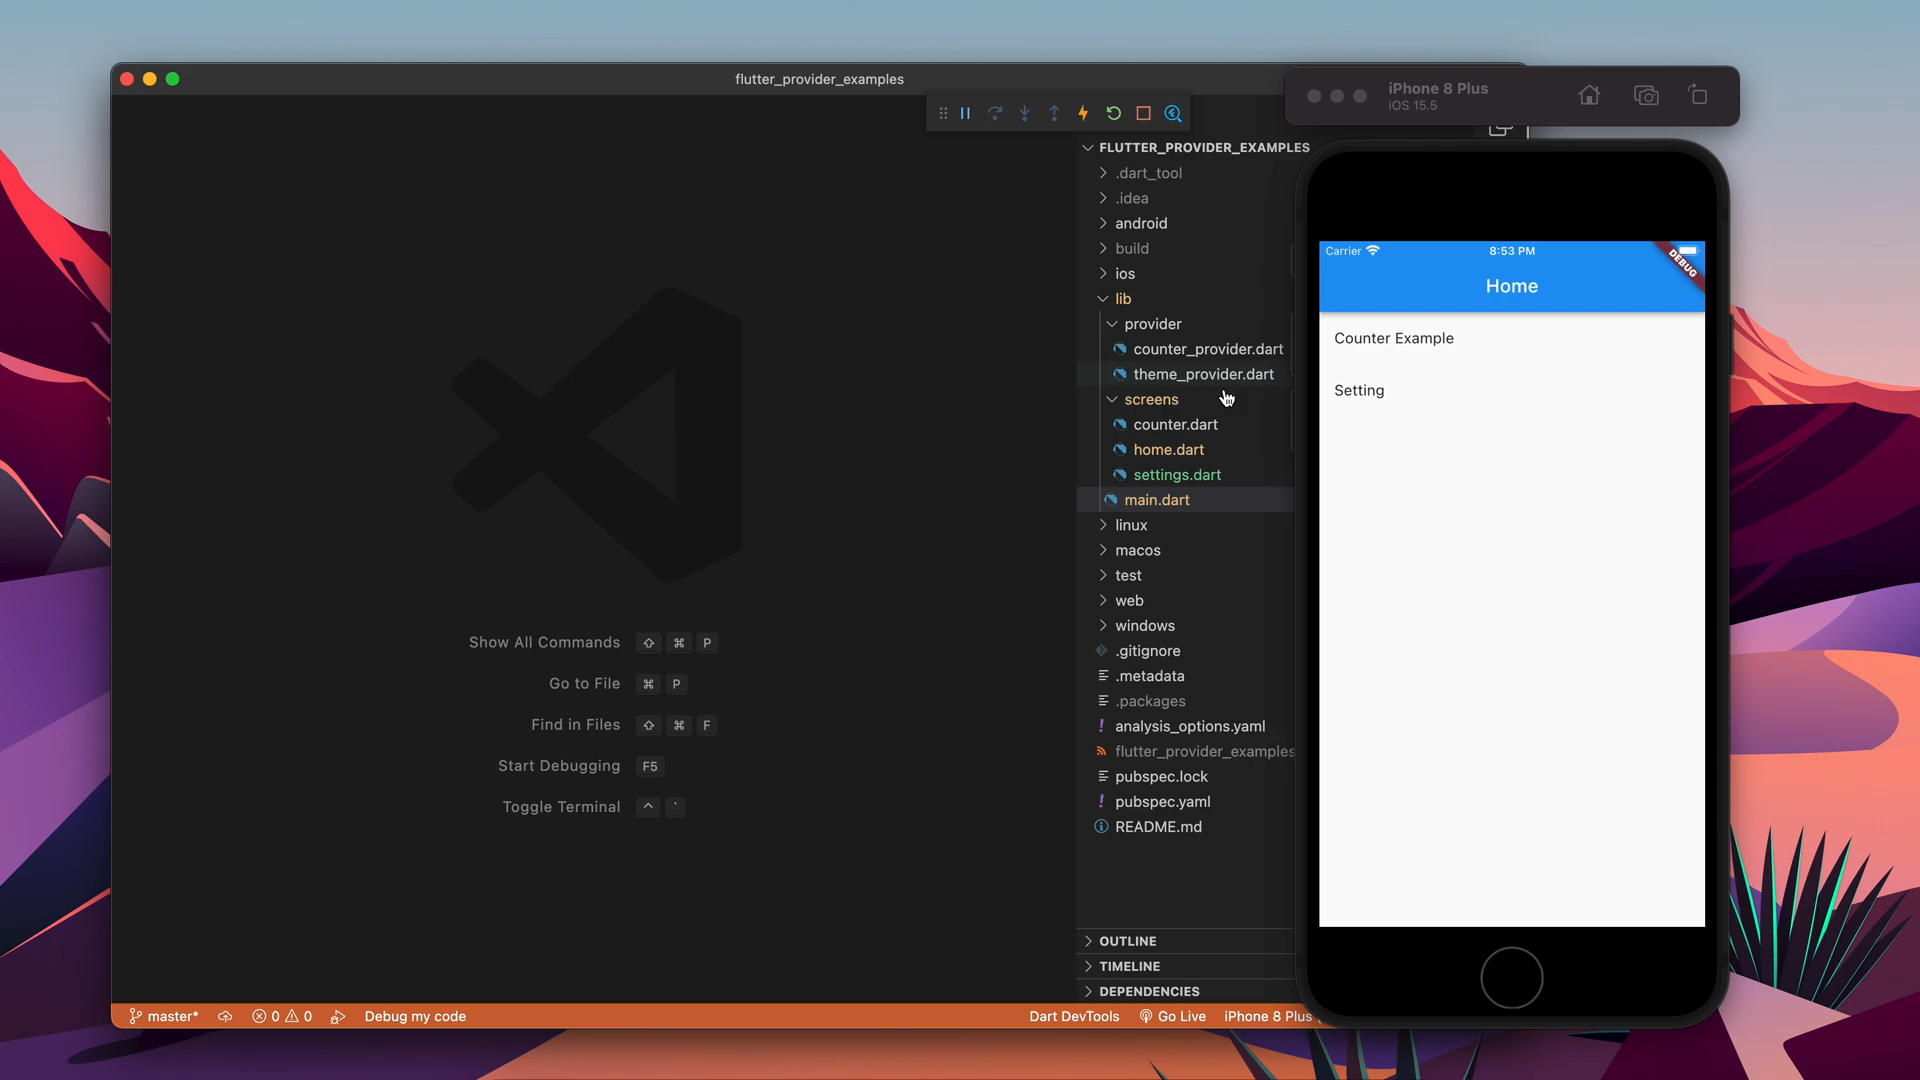 flutter_provider_examples
iPhone 8 Plus
iOS 15.5
FLUTTER_PROVIDER_EXAMPLES
.dart_tool
.idea
android
build
ios
lib
provider
counter_provider.dart
theme_provider.dart
screens
counter.dart
home.dart
settings.dart
main.dart
linux
macos
test
web
windows
.gitignore
.metadata
.packages
analysis_options.yaml
flutter_provider_examples
pubspec.lock
pubspec.yaml
README.md
OUTLINE
TIMELINE
DEPENDENCIES
Show All Commands ⇧ ⌘ P
Go to File ⌘ P
Find in Files ⇧ ⌘ F
Start Debugging F5
Toggle Terminal ^ `
master* 0 0 Debug my code
Dart DevTools Go Live iPhone 8 Plus
Carrier 8:53 PM
DEBUG
Home
Counter Example
Setting